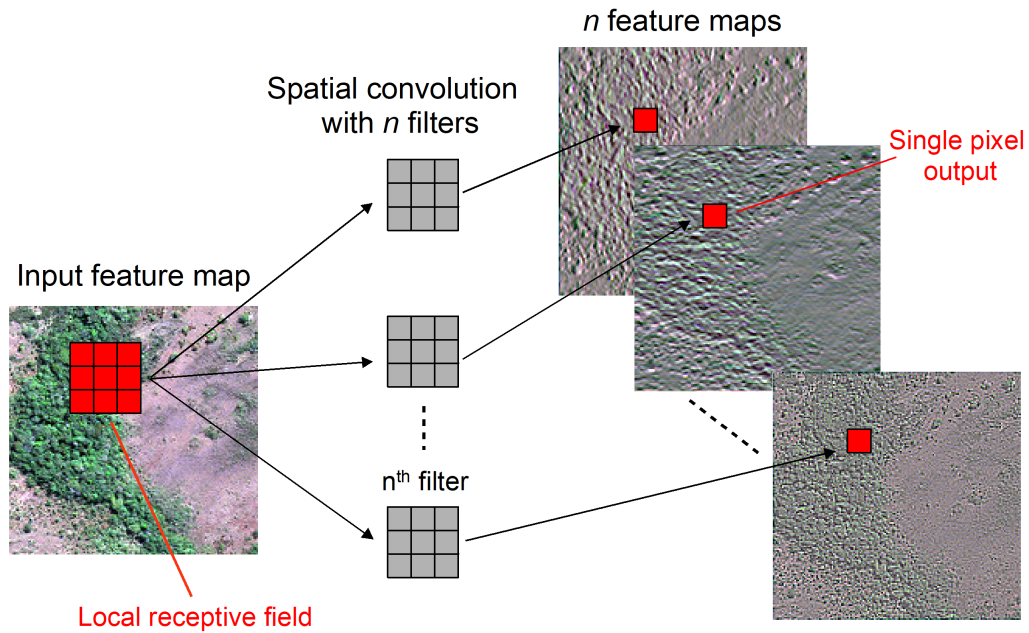 n feature maps
Spatial convolution
with n filters
Single pixel
output
Input feature map
nth filter
Local receptive field